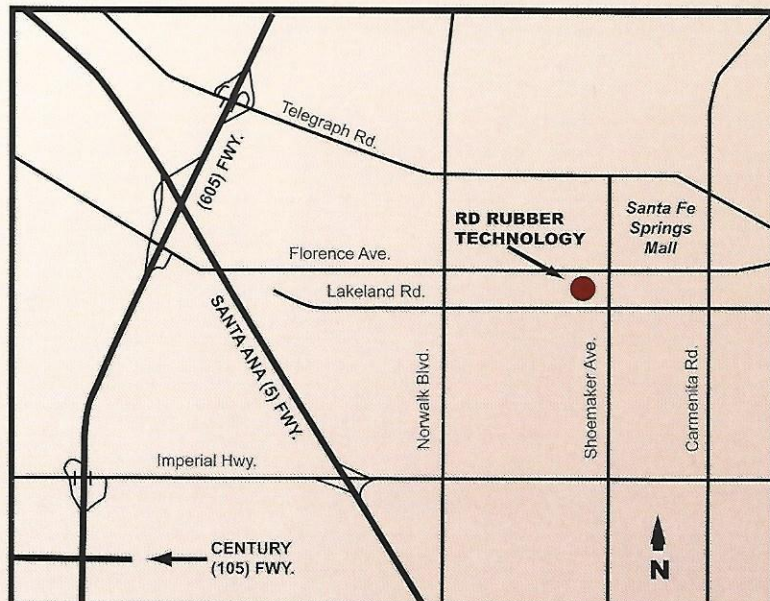 Telegraph Rd.
(605) FWY.
RD RUBBER
TECHNOLOGY
Santa Fe
Springs
Mall
Florence Ave.
Lakeland Rd.
SANTA ANA (5) FWY.
Norwalk Blvd.
Shoemaker Ave.
Carmenita Rd.
Imperial Hwy.
CENTURY
(105) FWY.
N